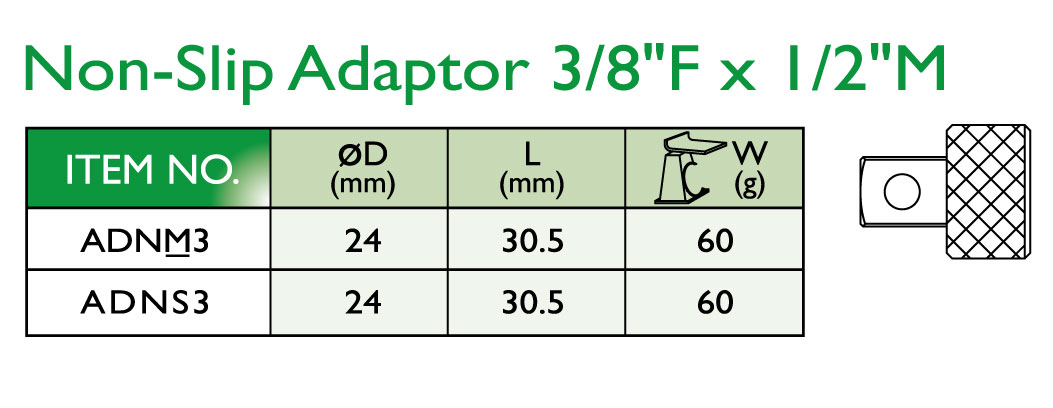 Non-Slip Adaptor 3/8"F x 1/2"M
ITEM NO. øD (mm) L (mm) W (g)
ADNM3 24 30.5 60
ADNS3 24 30.5 60